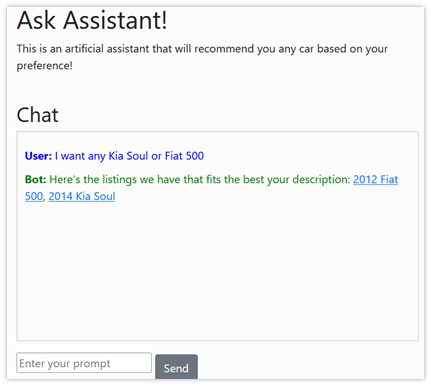 Ask Assistant!
This is an artificial assistant that will recommend you any car based on your
preference!
Chat
User: I want any Kia Soul or Fiat 500
Bot: Here's the listings we have that fits the best your description: 2012 Fiat
500, 2014 Kia Soul
Enter your prompt
Send